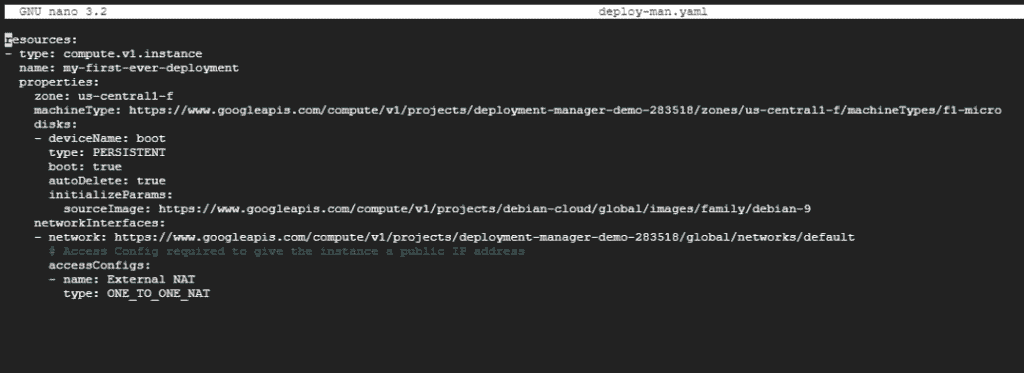 GNU nano 3.2 deploy-man.yaml
resources:
- type: compute.v1.instance
  name: my-first-ever-deployment
  properties:
    zone: us-central1-f
    machineType: https://www.googleapis.com/compute/v1/projects/deployment-manager-demo-283518/zones/us-central1-f/machineTypes/f1-micro
    disks:
    - deviceName: boot
      type: PERSISTENT
      boot: true
      autoDelete: true
      initializeParams:
        sourceImage: https://www.googleapis.com/compute/v1/projects/debian-cloud/global/images/family/debian-9
    networkInterfaces:
    - network: https://www.googleapis.com/compute/v1/projects/deployment-manager-demo-283518/global/networks/default
      # Access Config required to give the instance a public IP address
      accessConfigs:
      - name: External NAT
        type: ONE_TO_ONE_NAT